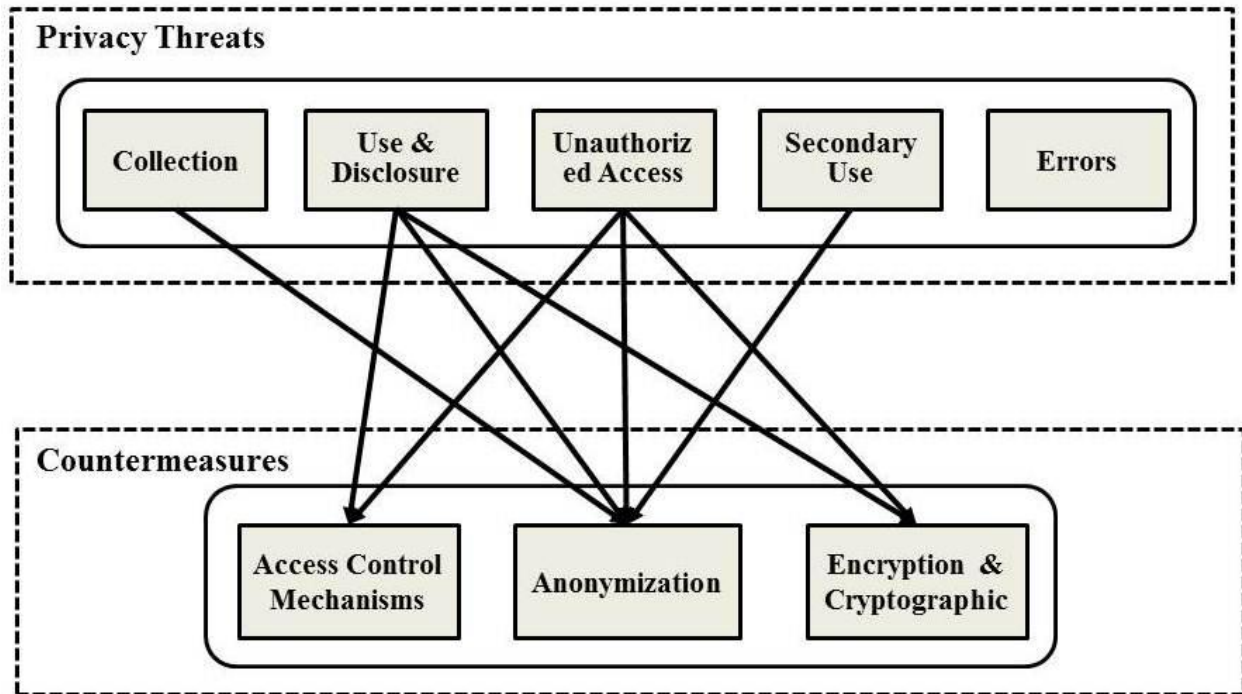 Privacy Threats
Collection
Use &
Disclosure
Unauthoriz
ed Access
Secondary
Use
Errors
Countermeasures
Access Control
Mechanisms
Anonymization
Encryption &
Cryptographic